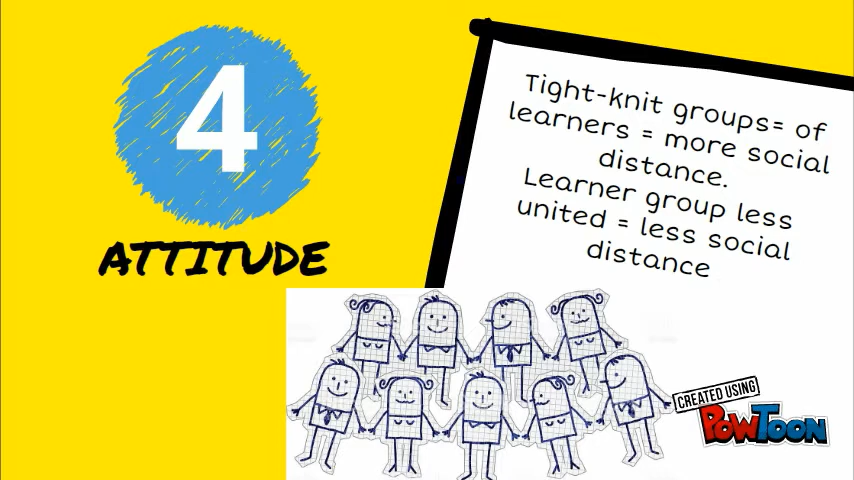 4
ATTITUDE
Tight-knit groups= of
learners = more social
distance.
Learner group less
united = less social
distance
CREATED USING
POWTOON